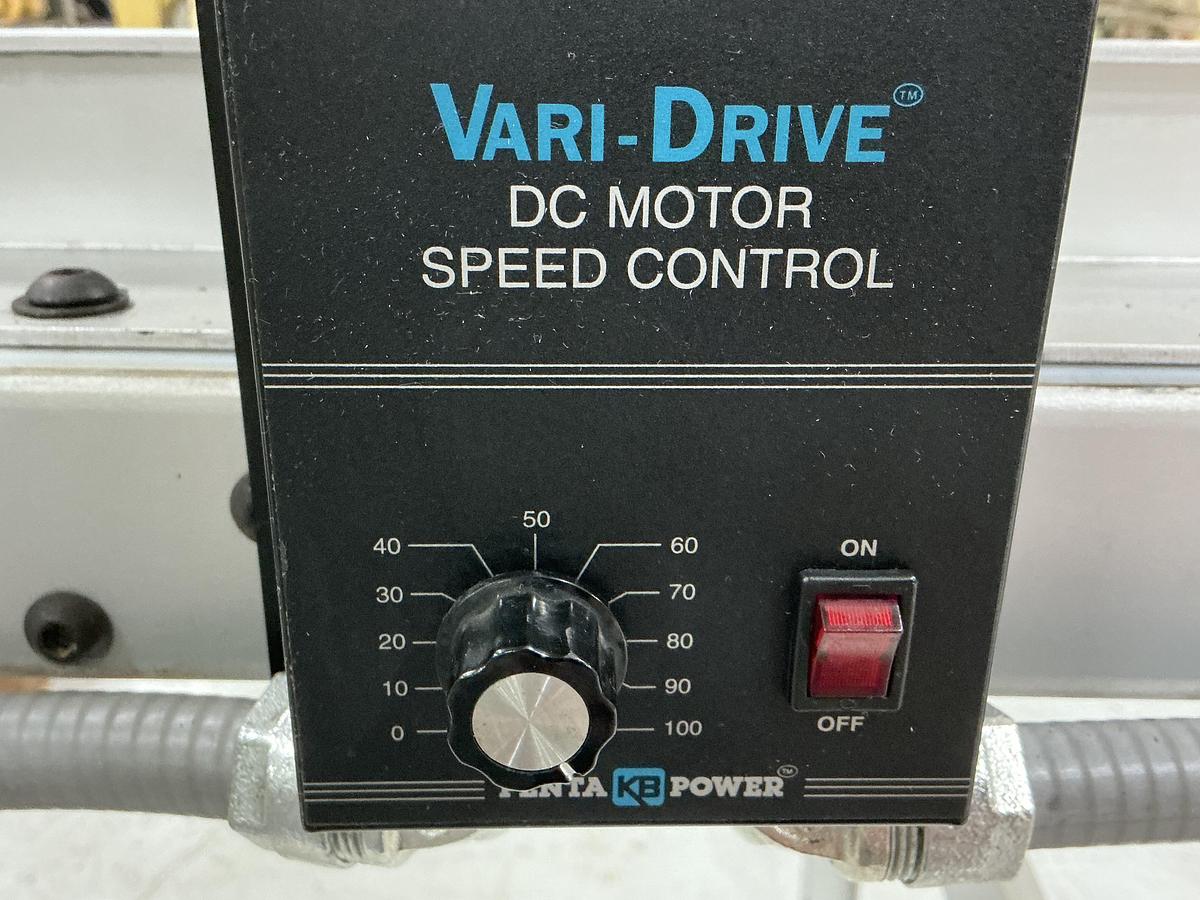 VARI-DRIVE™
DC MOTOR
SPEED CONTROL
50
40 60
30 70
20 80
10 90
0 100
ON
OFF
PENTA KB POWER™